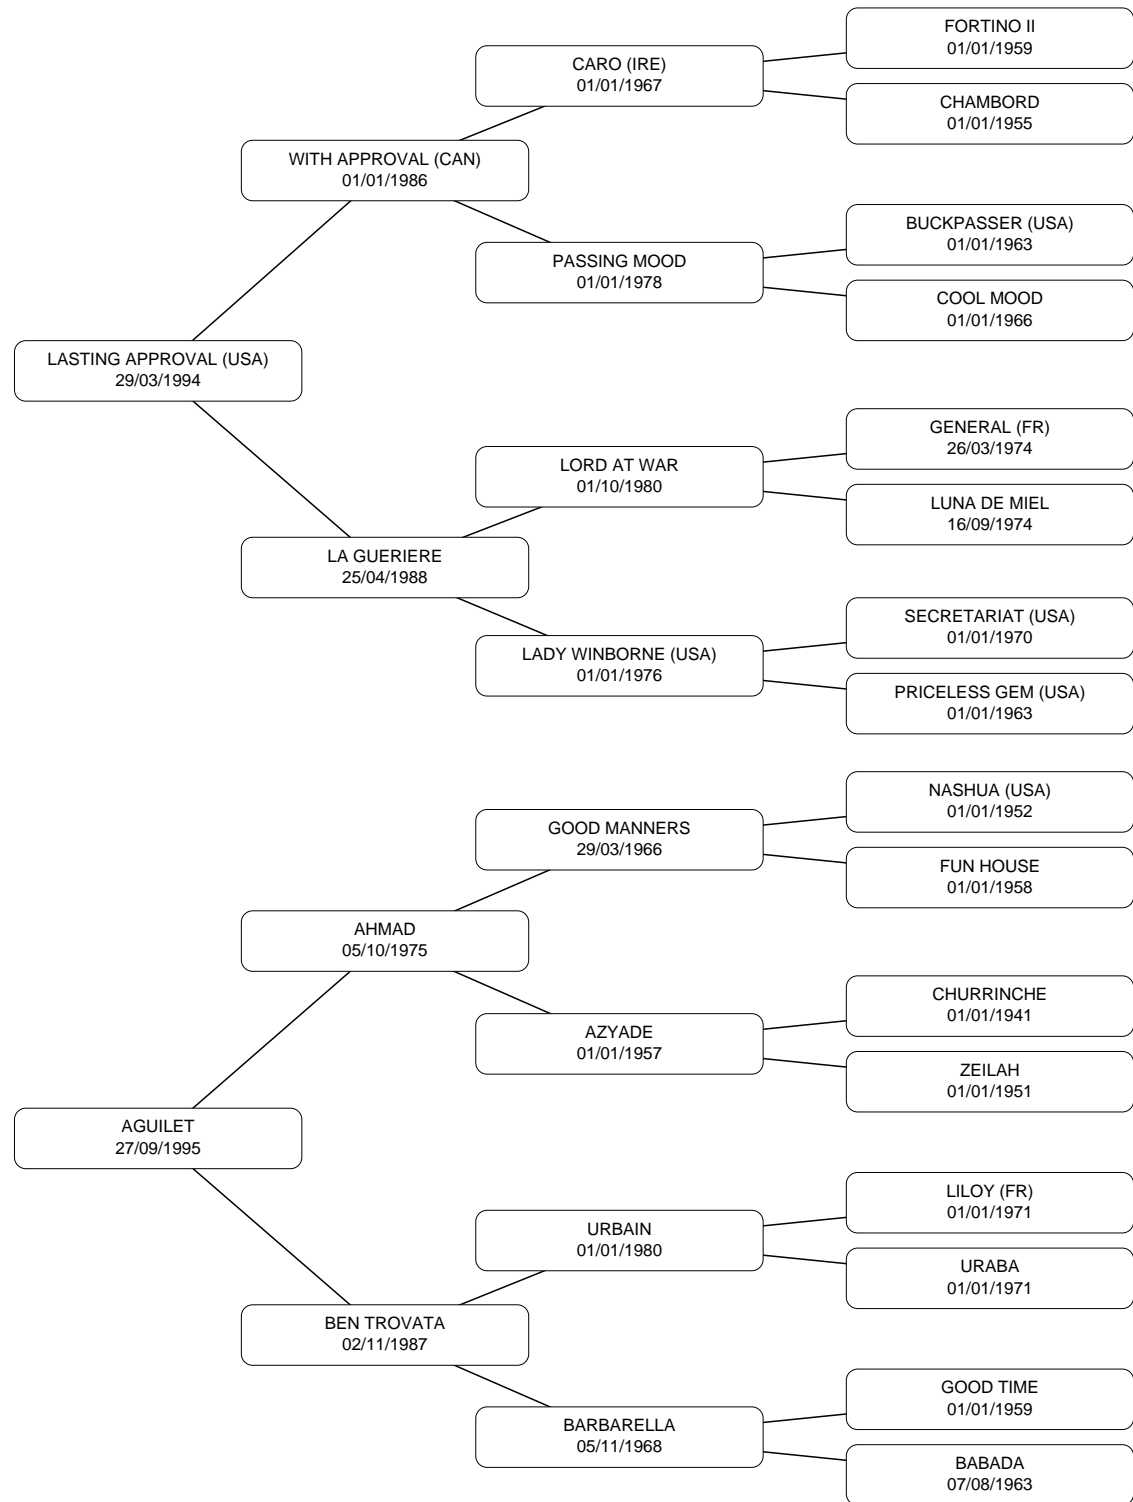 FORTINO II
01/01/1959
CARO (IRE)
01/01/1967
CHAMBORD
01/01/1955
WITH APPROVAL (CAN)
01/01/1986
BUCKPASSER (USA)
01/01/1963
PASSING MOOD
01/01/1978
COOL MOOD
01/01/1966
LASTING APPROVAL (USA)
29/03/1994
GENERAL (FR)
26/03/1974
LORD AT WAR
01/10/1980
LUNA DE MIEL
16/09/1974
LA GUERIERE
25/04/1988
SECRETARIAT (USA)
01/01/1970
LADY WINBORNE (USA)
01/01/1976
PRICELESS GEM (USA)
01/01/1963
NASHUA (USA)
01/01/1952
GOOD MANNERS
29/03/1966
FUN HOUSE
01/01/1958
AHMAD
05/10/1975
CHURRINCHE
01/01/1941
AZYADE
01/01/1957
ZEILAH
01/01/1951
AGUILET
27/09/1995
LILOY (FR)
01/01/1971
URBAIN
01/01/1980
URABA
01/01/1971
BEN TROVATA
02/11/1987
GOOD TIME
01/01/1959
BARBARELLA
05/11/1968
BABADA
07/08/1963